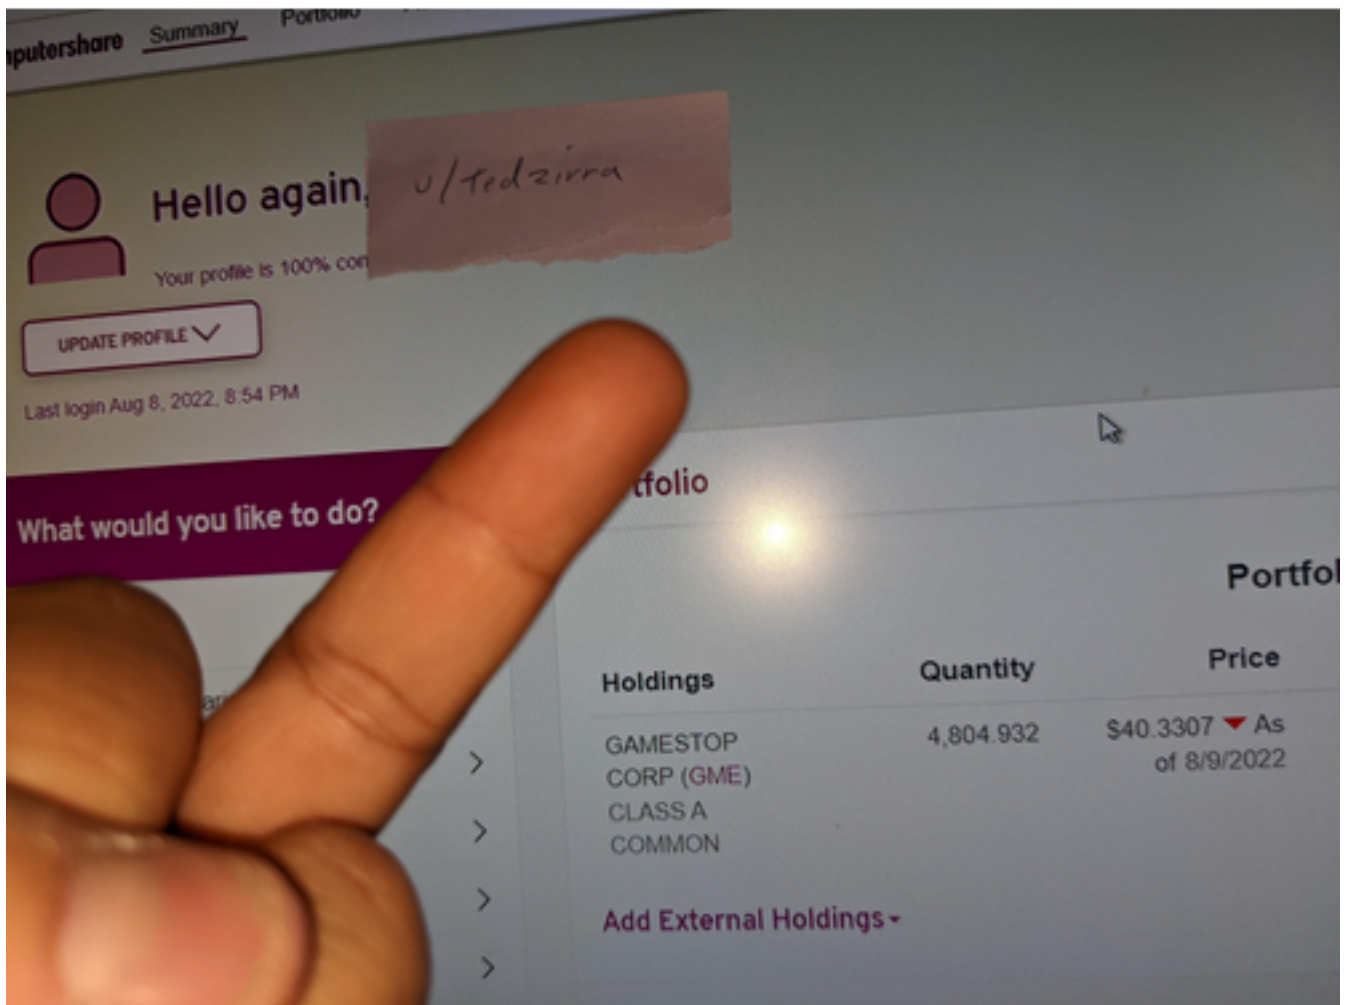 mputershare Summary Portfolio
u/tedzirra
Hello again,
Your profile is 100% com
UPDATE PROFILE
Last login Aug 8, 2022, 8:54 PM
What would you like to do?
tfolio
Portfol
Holdings Quantity Price
GAMESTOP 4,804.932 $40.3307 As
CORP (GME) of 8/9/2022
CLASS A
COMMON
Add External Holdings